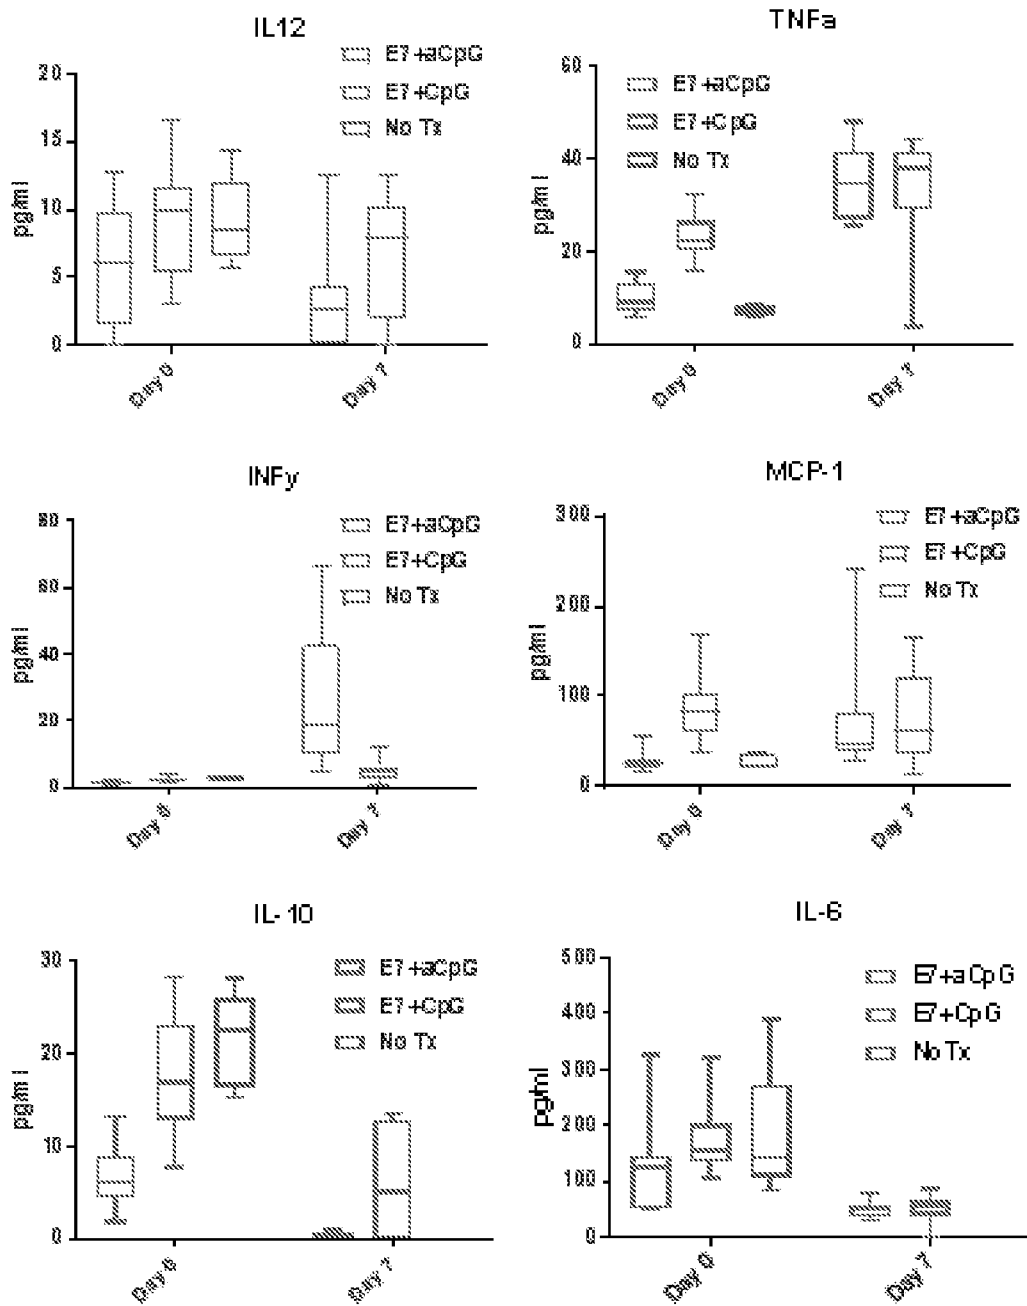 IL12
E7+aCpG
E7+CpG
No Tx
pg/ml
20
15
10
5
0
Day 0
Day 7
TNFa
E7+aCpG
E7+CpG
No Tx
pg/ml
60
40
20
0
Day 0
Day 7
INFy
E7+aCpG
E7+CpG
No Tx
pg/ml
80
60
40
20
0
Day 0
Day 7
MCP-1
E7+aCpG
E7+CpG
No Tx
pg/ml
300
200
100
0
Day 0
Day 7
IL-10
E7+aCpG
E7+CpG
No Tx
pg/ml
30
20
10
0
Day 0
Day 7
IL-6
E7+aCpG
E7+CpG
No Tx
pg/ml
500
400
300
200
100
0
Day 0
Day 7